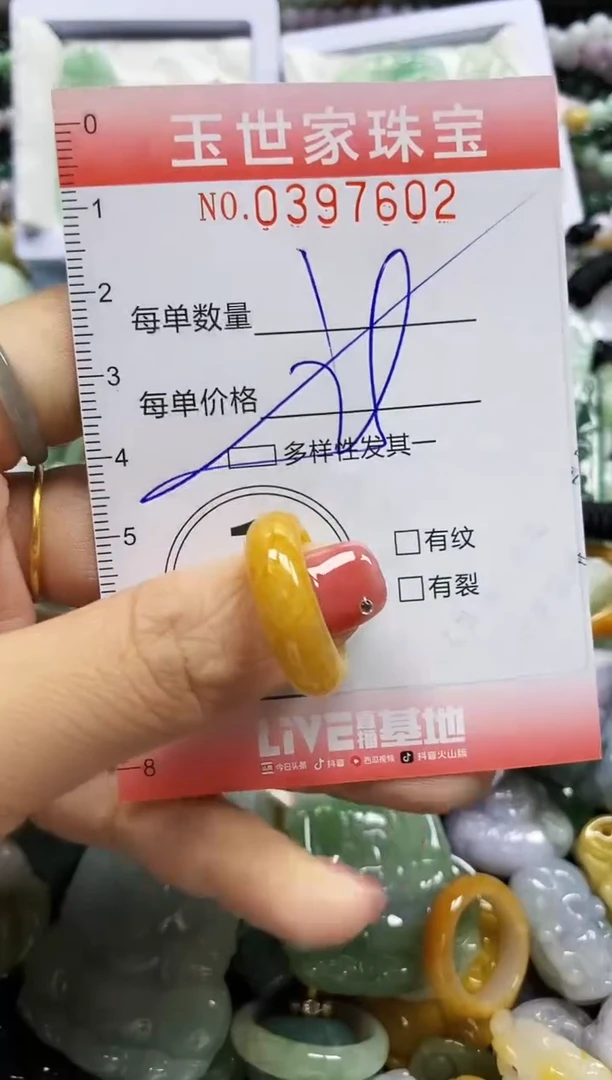 玉世家珠宝
NO.0397602
每单数量
每单价格
多样性发其一
有纹
有裂
LiVE直播基地
今日头条 抖音 西瓜视频 抖音火山版
0
1
2
3
4
5
8